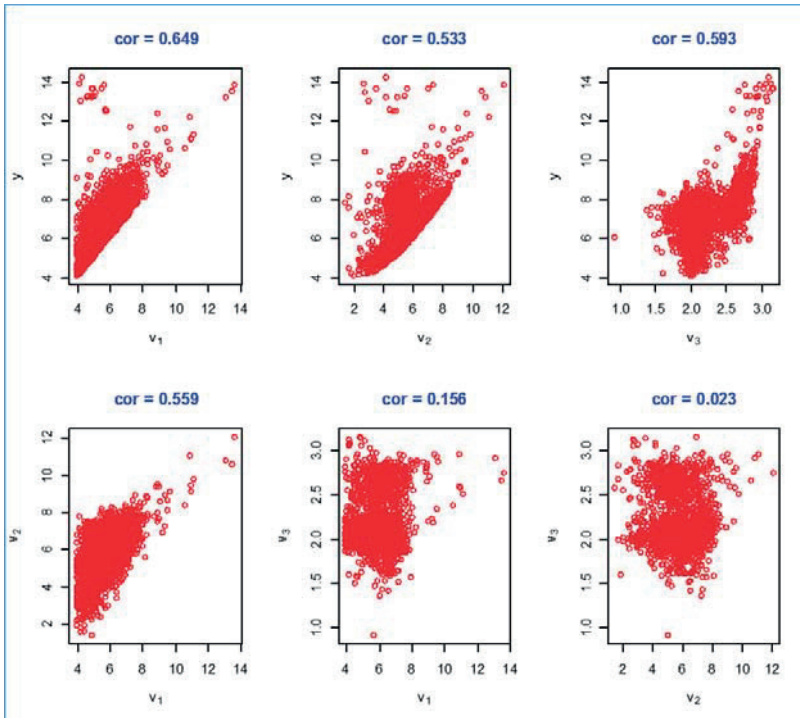 cor = 0.649
cor = 0.533
cor = 0.593
y
14
12
10
8
6
4
4 6 8 10 12 14
v₁
y
14
12
10
8
6
4
2 4 6 8 10 12
v₂
y
14
12
10
8
6
4
1.0 1.5 2.0 2.5 3.0
v₃
cor = 0.559
cor = 0.156
cor = 0.023
v₂
12
10
8
6
4
2
4 6 8 10 12 14
v₁
v₃
3.0
2.5
2.0
1.5
1.0
4 6 8 10 12 14
v₁
v₃
3.0
2.5
2.0
1.5
1.0
2 4 6 8 10 12
v₂